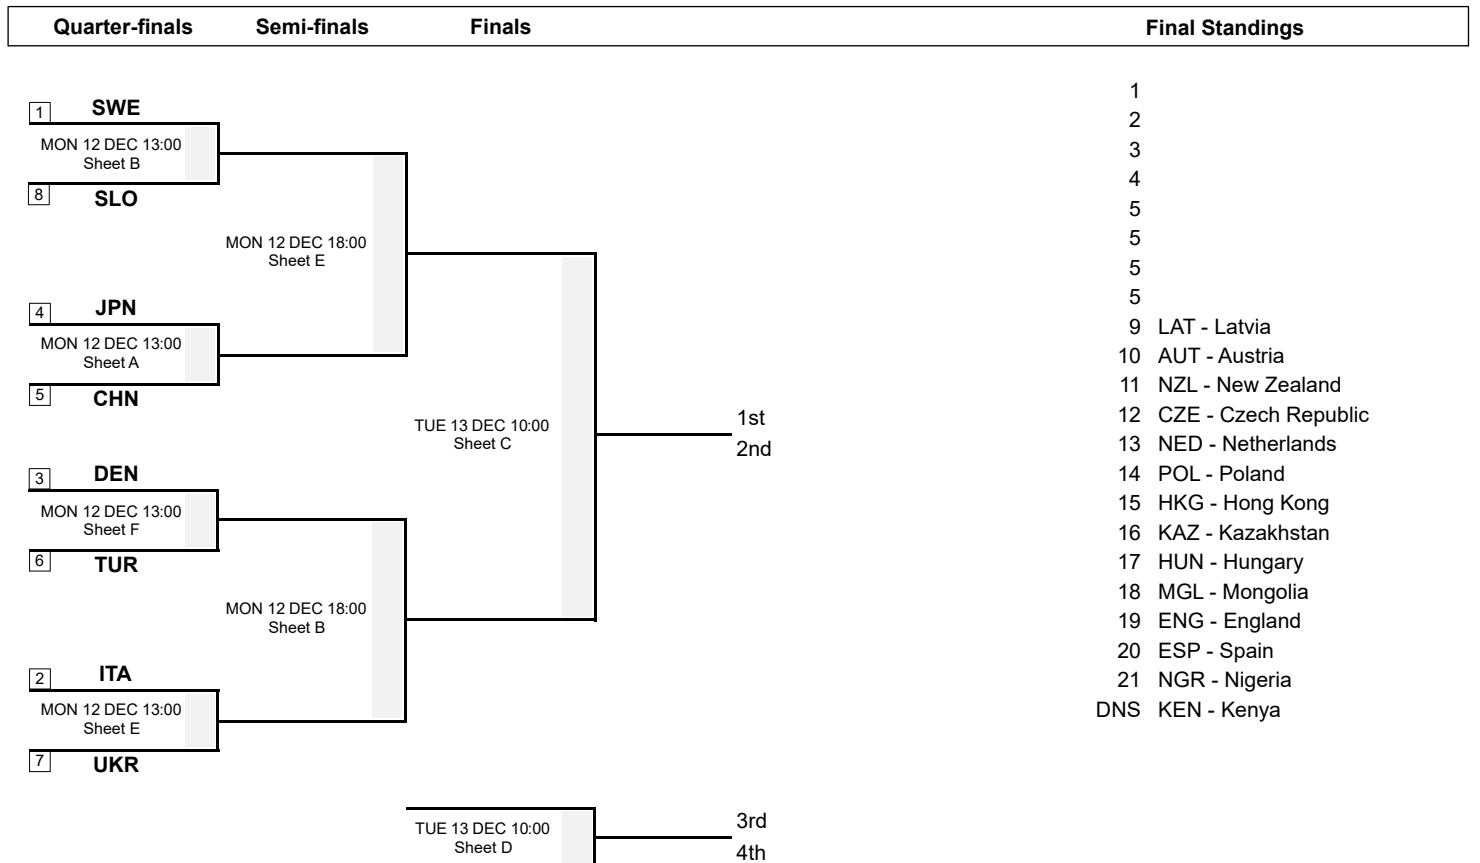 Quarter-finals Semi-finals Finals Final Standings
1 SWE
MON 12 DEC 13:00
Sheet B
8 SLO
MON 12 DEC 18:00
Sheet E
4 JPN
MON 12 DEC 13:00
Sheet A
5 CHN
TUE 13 DEC 10:00
Sheet C
1st
2nd
3 DEN
MON 12 DEC 13:00
Sheet F
6 TUR
MON 12 DEC 18:00
Sheet B
2 ITA
MON 12 DEC 13:00
Sheet E
7 UKR
TUE 13 DEC 10:00
Sheet D
3rd
4th
1
2
3
4
5
5
5
5
9 LAT - Latvia
10 AUT - Austria
11 NZL - New Zealand
12 CZE - Czech Republic
13 NED - Netherlands
14 POL - Poland
15 HKG - Hong Kong
16 KAZ - Kazakhstan
17 HUN - Hungary
18 MGL - Mongolia
19 ENG - England
20 ESP - Spain
21 NGR - Nigeria
DNS KEN - Kenya